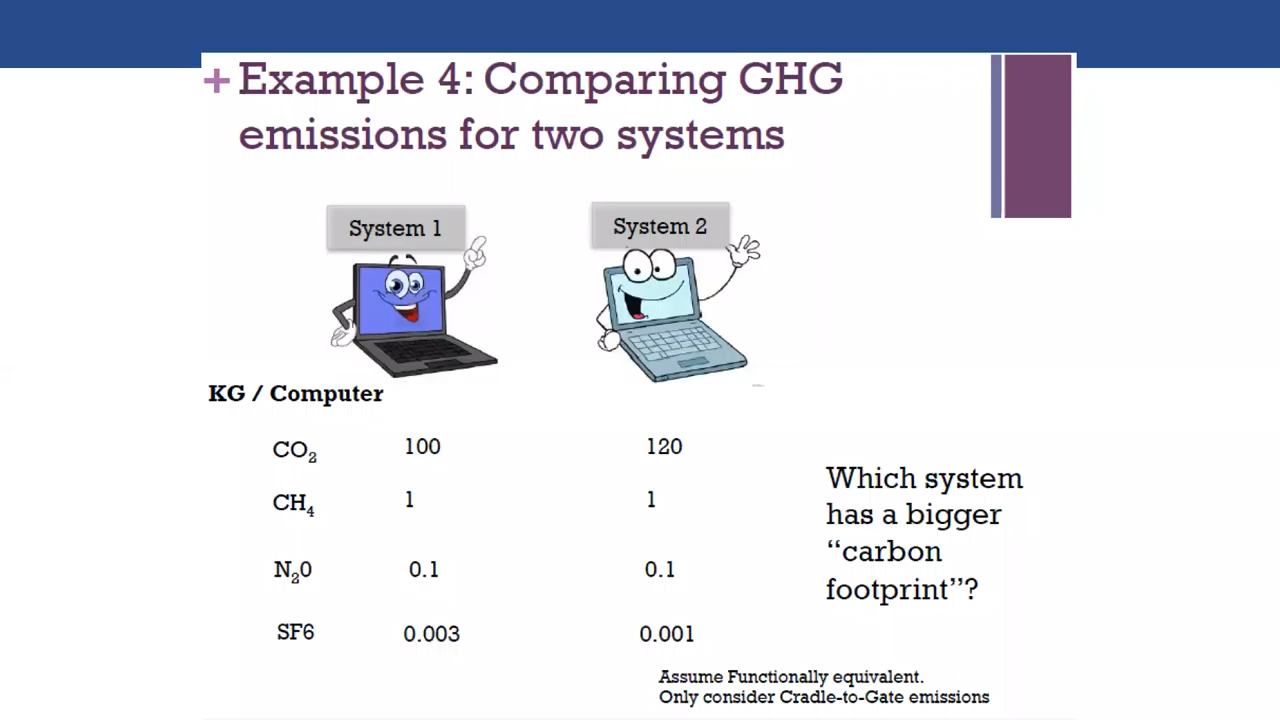 + Example 4: Comparing GHG
emissions for two systems
System 1
System 2
KG / Computer
CO₂ 100 120
CH₄ 1 1
N₂0 0.1 0.1
SF6 0.003 0.001
Which system
has a bigger
“carbon
footprint”?
Assume Functionally equivalent.
Only consider Cradle-to-Gate emissions